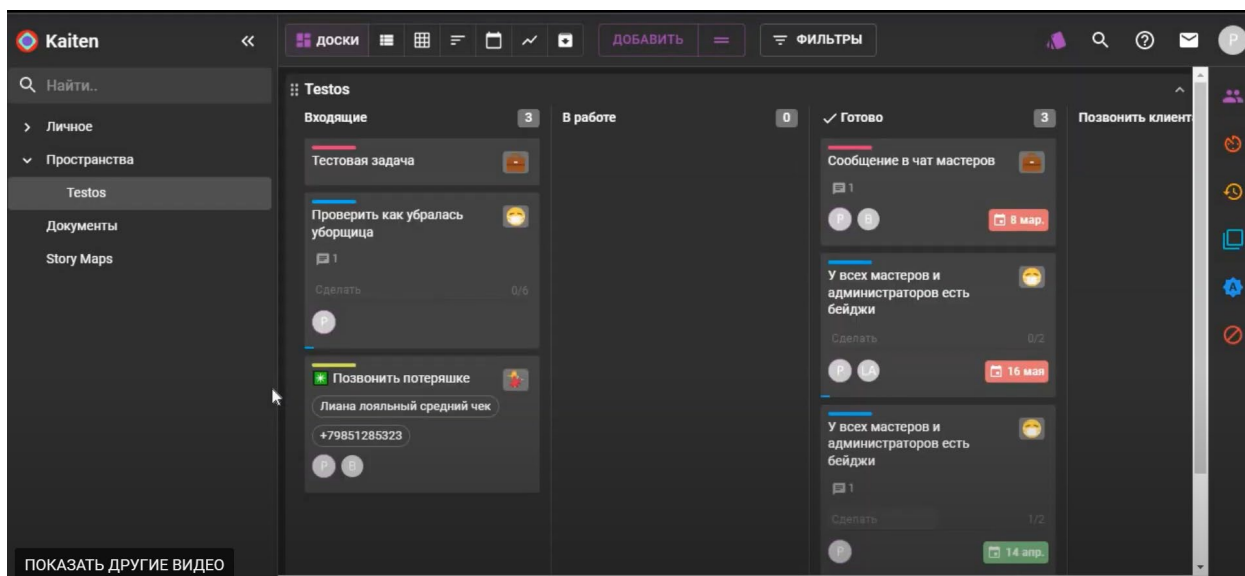 Kaiten
ДОСКИ
ДОБАВИТЬ
ФИЛЬТРЫ
P
Найти..
Личное
Пространства
Testos
Документы
Story Maps
ПОКАЗАТЬ ДРУГИЕ ВИДЕО
Testos
Входящие 3
Тестовая задача
Проверить как убралась
уборщица
1
Сделать 0/6
P
Позвонить потеряшке
Лиана лояльный средний чек
+79851285323
P B
В работе 0
Готово 3
Сообщение в чат мастеров
1
P B 8 мар.
У всех мастеров и
администраторов есть
бейджи
Сделать 0/2
P LA 16 мая
У всех мастеров и
администраторов есть
бейджи
1
Сделать 1/2
P 14 апр.
Позвонить клиент
A